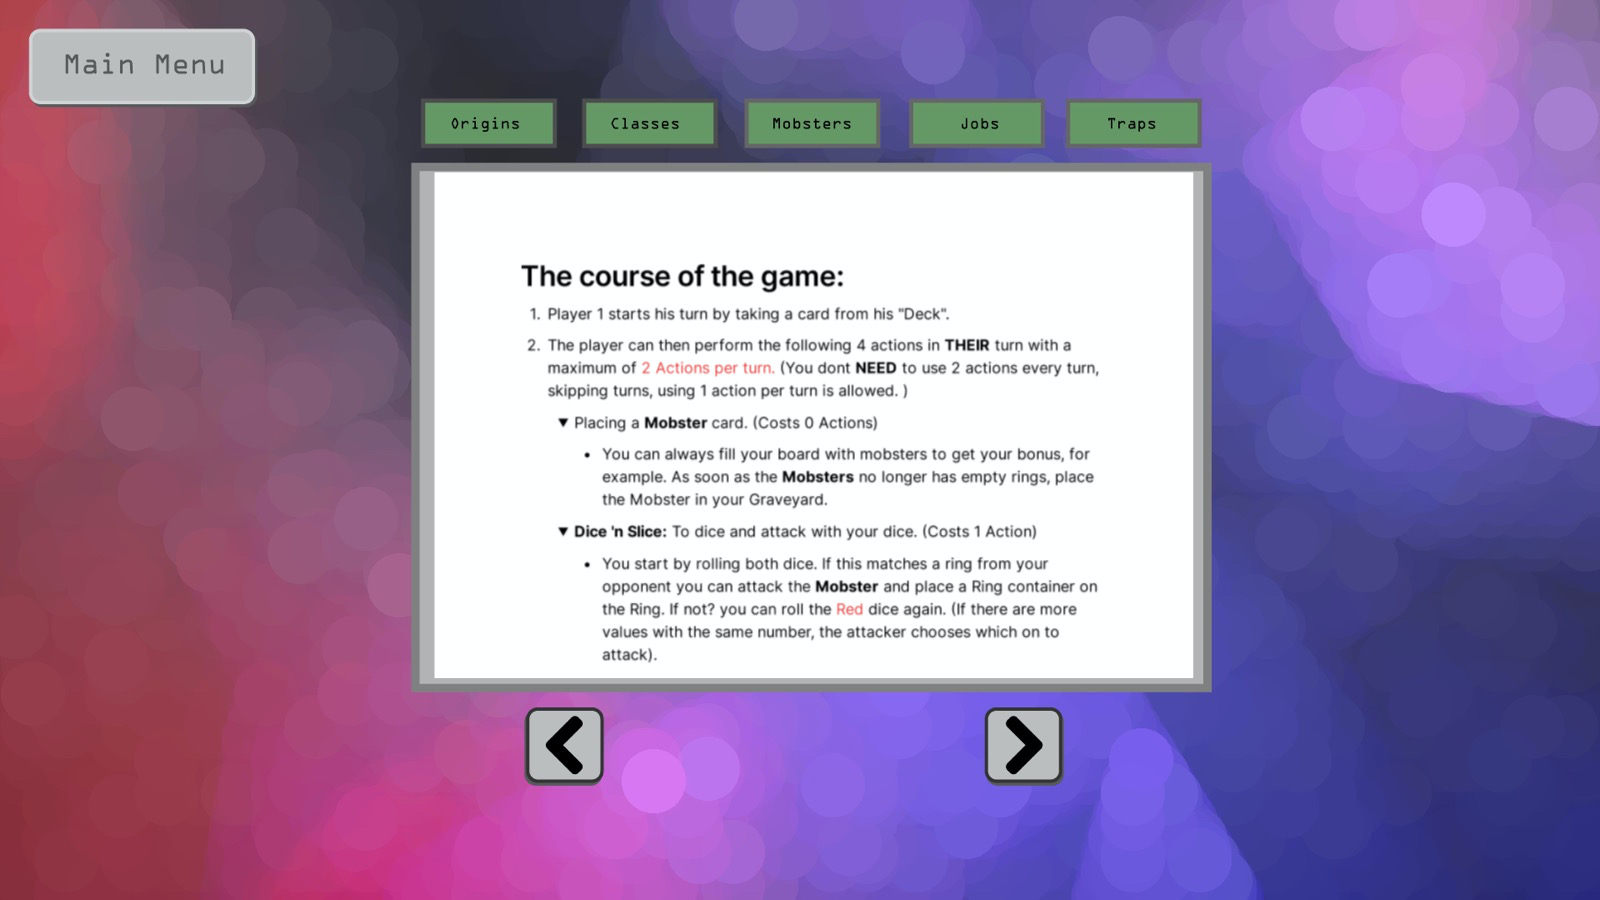 Main Menu
Origins
Classes
Mobsters
Jobs
Traps
The course of the game:
1. Player 1 starts his turn by taking a card from his "Deck".
2. The player can then perform the following 4 actions in THEIR turn with a
maximum of 2 Actions per turn. (You dont NEED to use 2 actions every turn,
skipping turns, using 1 action per turn is allowed. )
▼ Placing a Mobster card. (Costs 0 Actions)
• You can always fill your board with mobsters to get your bonus, for
example. As soon as the Mobsters no longer has empty rings, place
the Mobster in your Graveyard.
▼ Dice 'n Slice: To dice and attack with your dice. (Costs 1 Action)
• You start by rolling both dice. If this matches a ring from your
opponent you can attack the Mobster and place a Ring container on
the Ring. If not? you can roll the Red dice again. (If there are more
values with the same number, the attacker chooses which on to
attack).